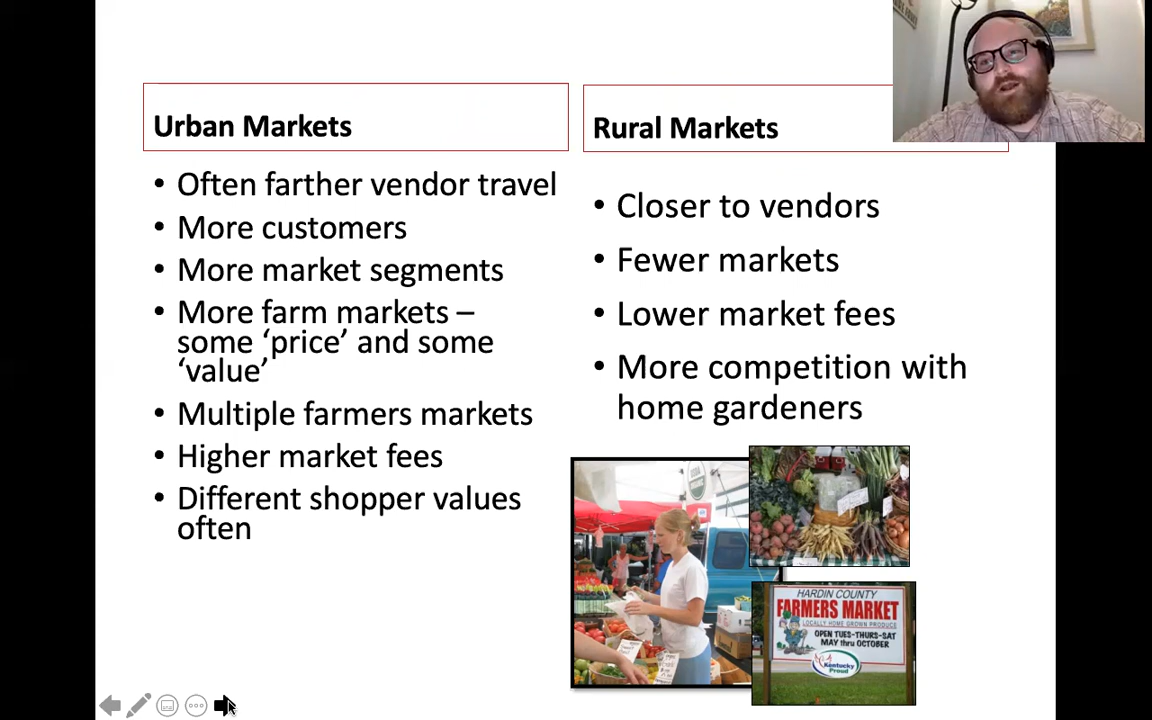 Urban Markets
• Often farther vendor travel
• More customers
• More market segments
• More farm markets –
some ‘price’ and some
‘value’
• Multiple farmers markets
• Higher market fees
• Different shopper values
often
Rural Markets
• Closer to vendors
• Fewer markets
• Lower market fees
• More competition with
home gardeners
HARDIN COUNTY
FARMERS MARKET
LOCALLY HOME GROWN PRODUCE
OPEN TUES-THURS-SAT
MAY thru OCTOBER
Kentucky
Proud